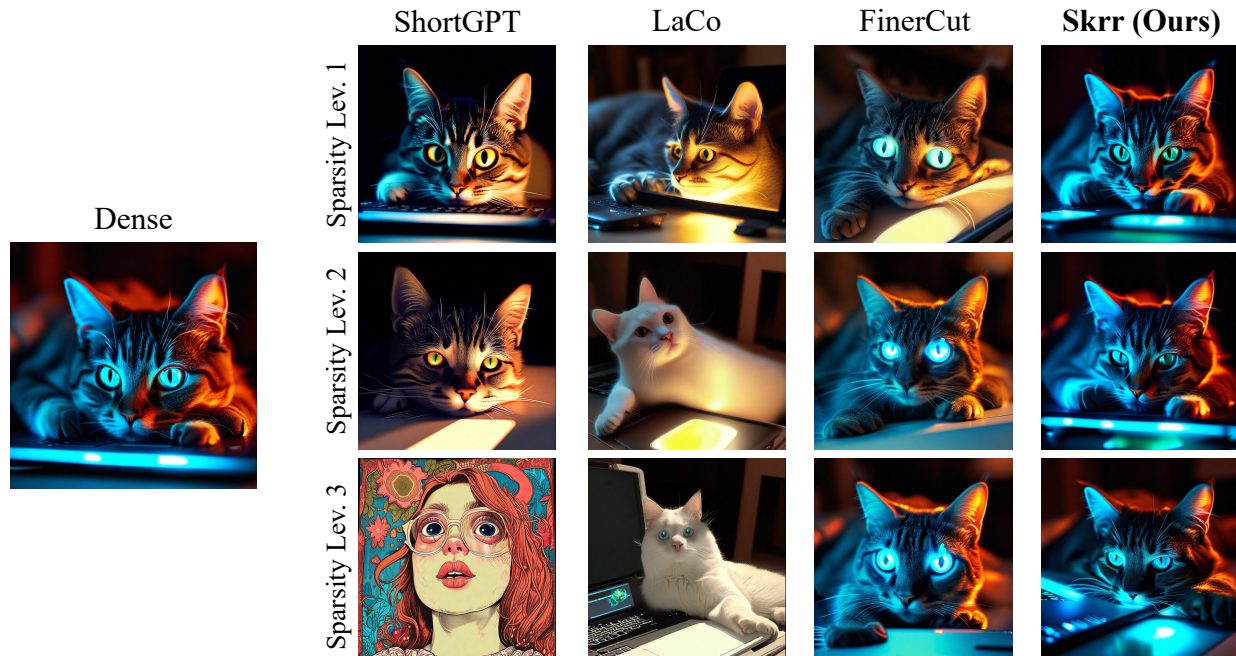 ShortGPT
LaCo
FinerCut
Skrr (Ours)
Sparsity Lev. 1
Dense
Sparsity Lev. 2
Sparsity Lev. 3